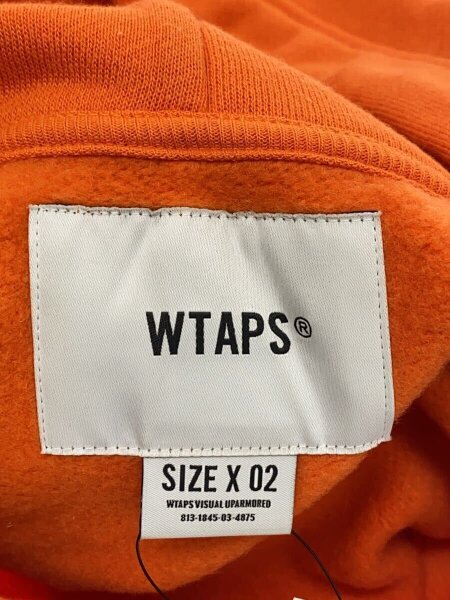 WTAPS®
SIZE X 02
WTAPS VISUAL UPARMORED
813-1845-03-4875